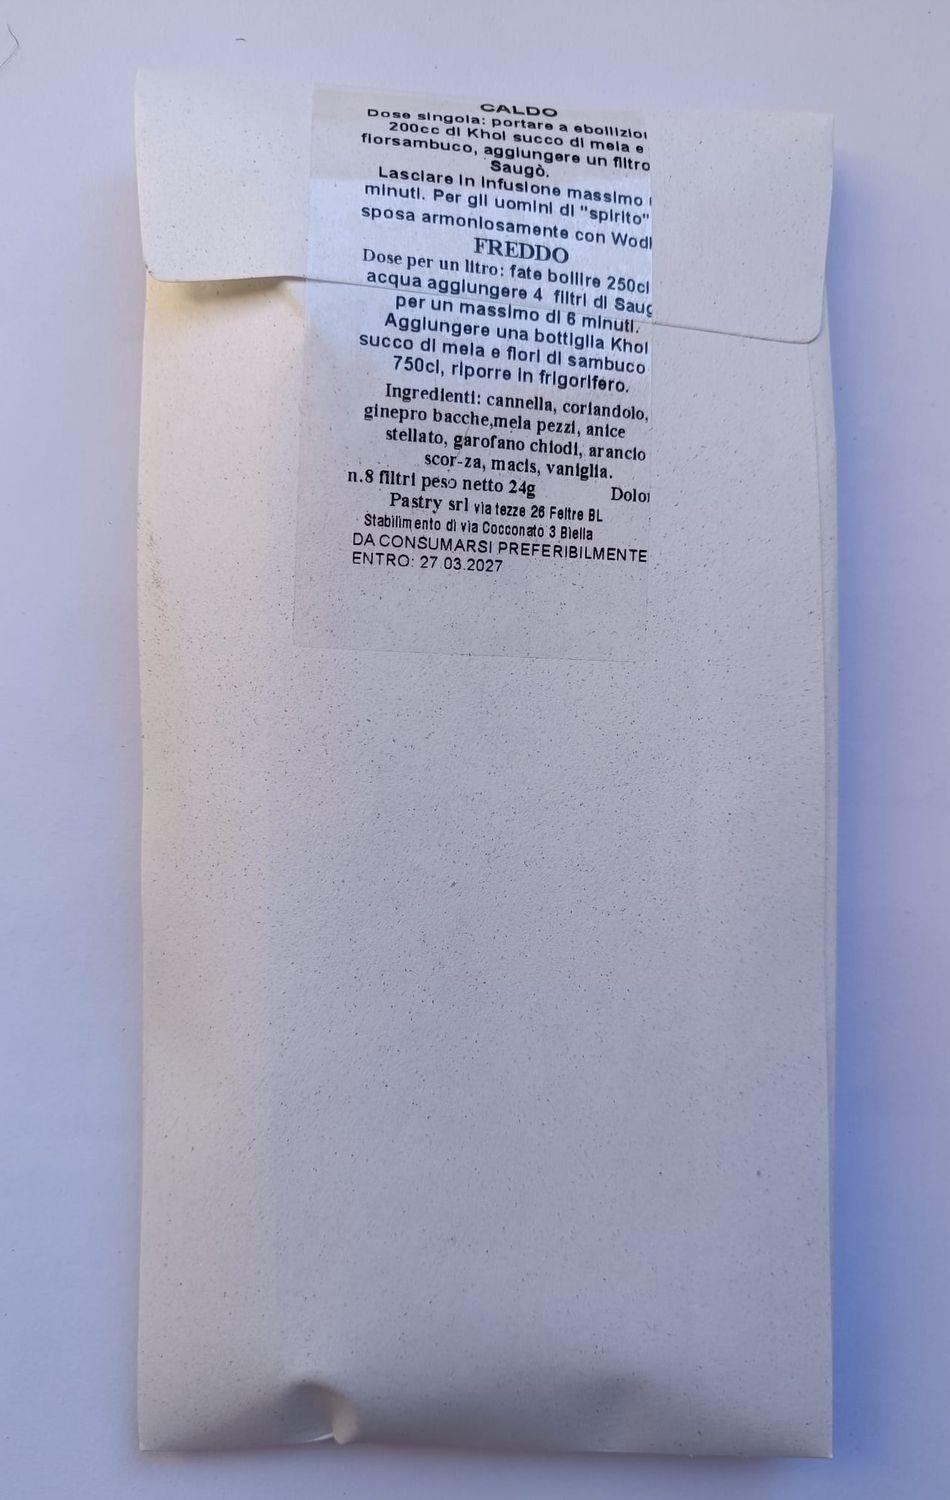 CALDO
Dose singola: portare a ebollizion
200cc di Khol succo di mela e
fiorsambuco, aggiungere un filtro
Saugò.
Lasciare in infusione massimo
minuti. Per gli uomini di "spirito"
sposa armoniosamente con Wod
FREDDO
Dose per un litro: fate bollire 250cl
acqua aggiungere 4 filtri di Saug
per un massimo di 6 minuti.
Aggiungere una bottiglia Khol
succo di mela e fiori di sambuco
750cl, riporre in frigorifero.
Ingredienti: cannella, coriandolo,
ginepro bacche,mela pezzi, anice
stellato, garofano chiodi, arancio
scor-za, macis, vaniglia.
n.8 filtri peso netto 24g Dolo
Pastry srl via tezze 26 Feltre BL
Stabilimento di via Cocconato 3 Biella
DA CONSUMARSI PREFERIBILMENTE
ENTRO: 27.03.2027